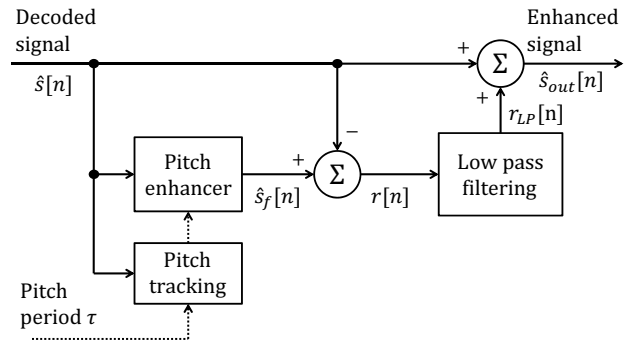 Decoded
signal
ŝ[n]
Enhanced
signal
ŝ_out[n]
+
Σ
+
r_LP[n]
−
Pitch
enhancer
ŝ_f[n]
+
Σ
r[n]
Low pass
filtering
Pitch
tracking
Pitch
period τ